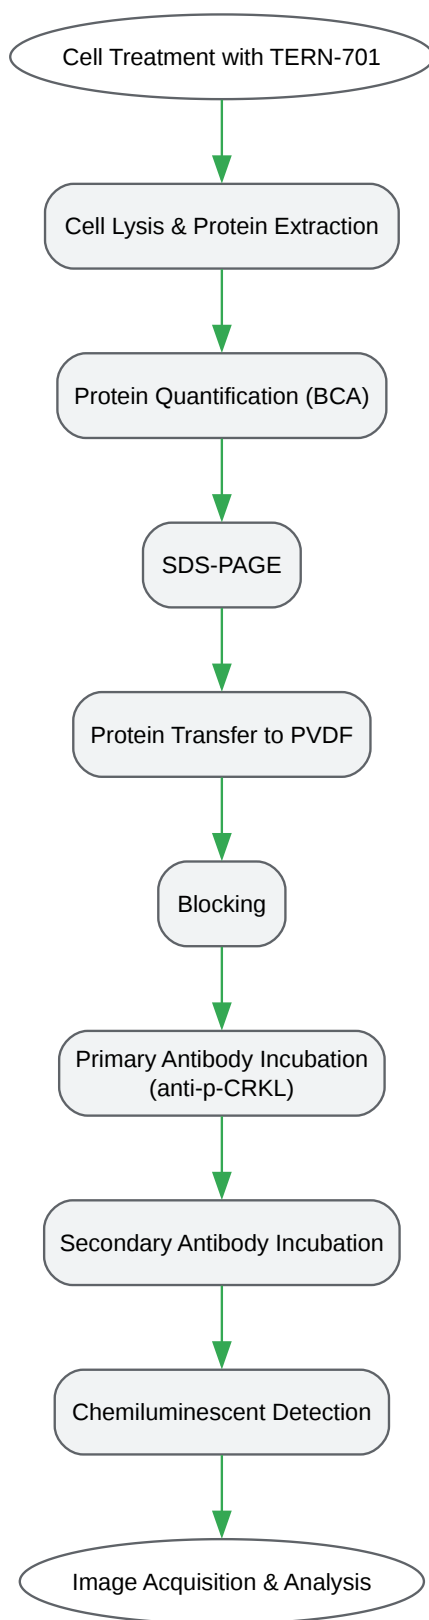 Cell Treatment with TERN-701
Cell Lysis & Protein Extraction
Protein Quantification (BCA)
SDS-PAGE
Protein Transfer to PVDF
Blocking
Primary Antibody Incubation
(anti-p-CRKL)
Secondary Antibody Incubation
Chemiluminescent Detection
Image Acquisition & Analysis